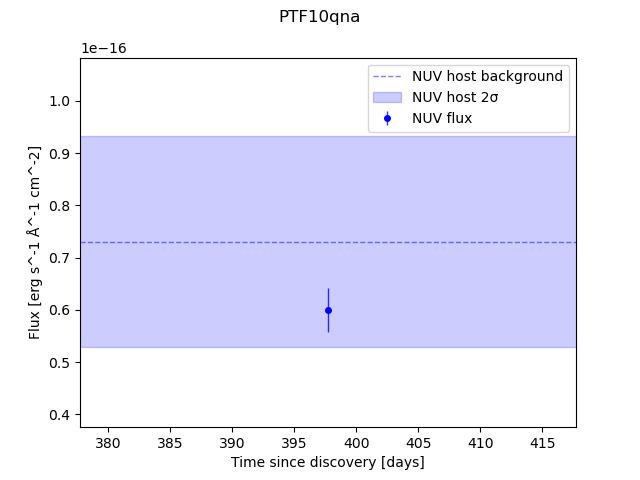 PTF10qna
1e−16
NUV host background
NUV host 2σ
NUV flux
1.0
0.9
0.8
0.7
0.6
0.5
0.4
Flux [erg s^-1 Å^-1 cm^-2]
380 385 390 395 400 405 410 415
Time since discovery [days]